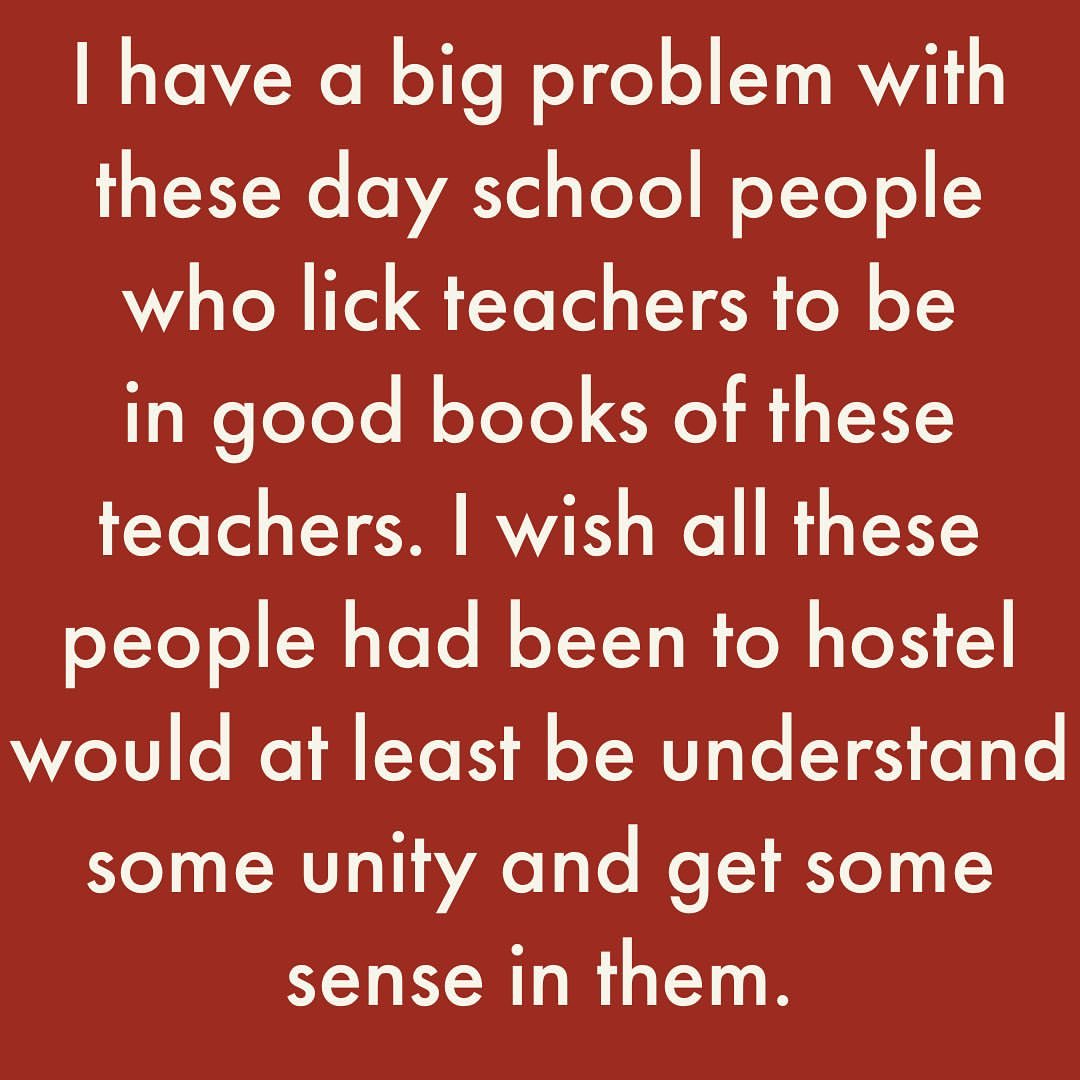 I have a big problem with
these day school people
who lick teachers to be
in good books of these
teachers. I wish all these
people had been to hostel
would at least be understand
some unity and get some
sense in them.